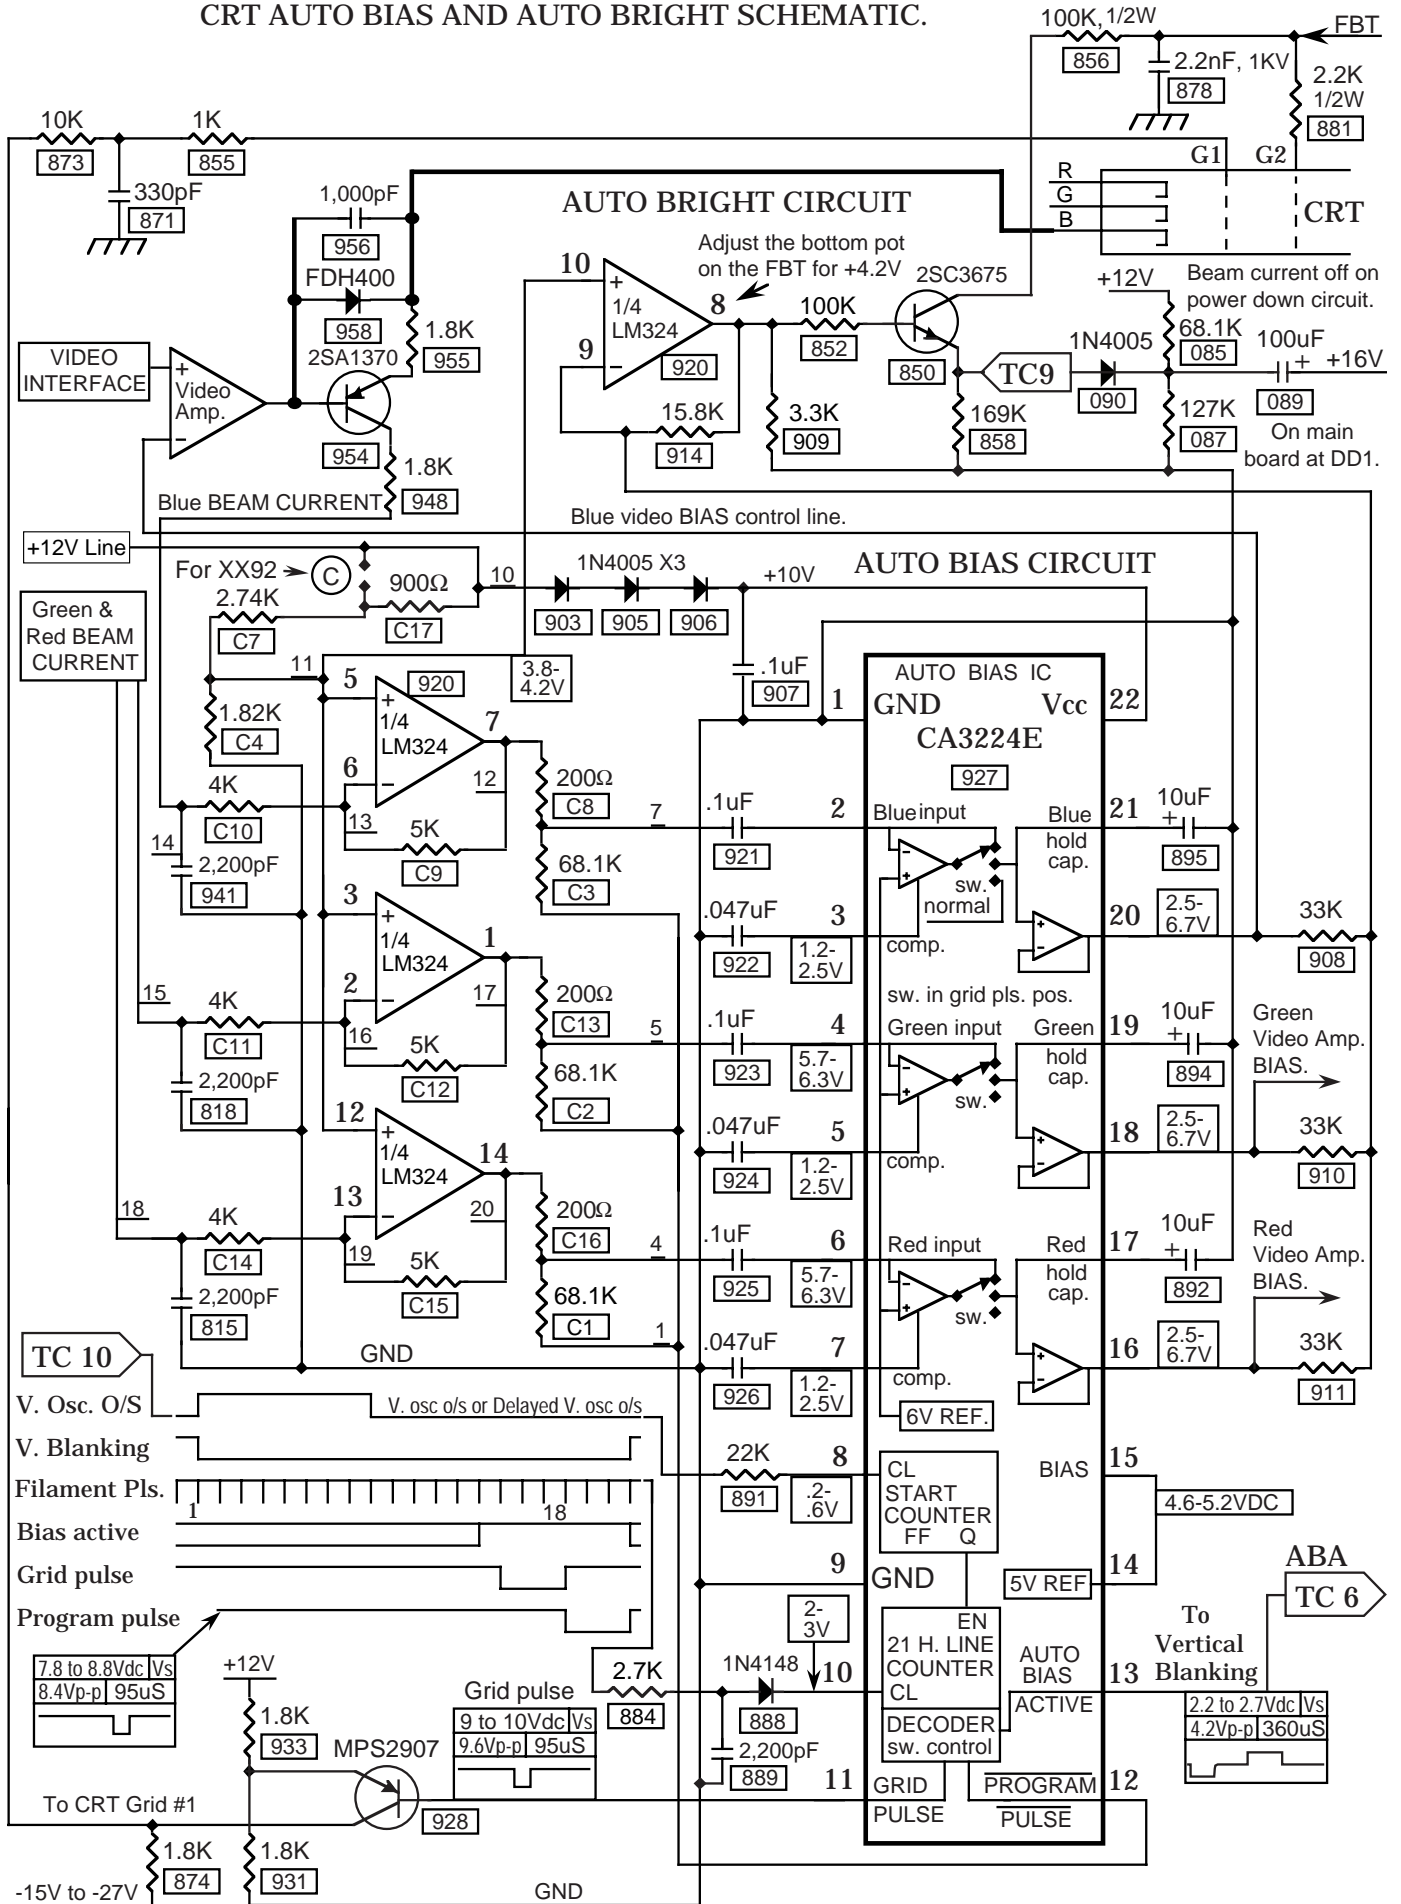 CRT AUTO BIAS AND AUTO BRIGHT SCHEMATIC.
100K, 1/2W
FBT
856
2.2nF, 1KV
878
2.2K
1/2W
881
10K
873
1K
855
330pF
871
G1 G2
R
G
B
CRT
1,000pF
956
FDH400
958
2SA1370
954
1.8K
955
1.8K
948
VIDEO
INTERFACE
+
Video
Amp.
−
Blue BEAM CURRENT
AUTO BRIGHT CIRCUIT
Adjust the bottom pot
on the FBT for +4.2V
10
+
1/4
LM324
9
−
8
920
100K
852
2SC3675
850
15.8K
914
3.3K
909
169K
858
TC9
1N4005
090
+12V
68.1K
085
127K
087
Beam current off on
power down circuit.
100uF
+
+16V
089
On main
board at DD1.
Blue video BIAS control line.
+12V Line
For XX92
C
2.74K
C7
900Ω
C17
10
1N4005 X3
903
905
906
+10V
AUTO BIAS CIRCUIT
Green &
Red BEAM
CURRENT
11
1.82K
C4
3.8-
4.2V
.1uF
907
5
+
1/4
LM324
6
−
7
920
12
13
4K
C10
5K
C9
14
2,200pF
941
200Ω
C8
68.1K
C3
7
3
+
1/4
LM324
2
−
1
17
16
15
4K
C11
5K
C12
2,200pF
818
200Ω
C13
68.1K
C2
5
12
+
1/4
LM324
13
−
14
20
19
18
4K
C14
5K
C15
2,200pF
815
200Ω
C16
68.1K
C1
4
1
GND
.1uF
921
.047uF
922
1.2-
2.5V
.1uF
923
5.7-
6.3V
.047uF
924
1.2-
2.5V
.1uF
925
5.7-
6.3V
.047uF
926
1.2-
2.5V
AUTO BIAS IC
1 GND Vcc 22
CA3224E
927
2 Blue input Blue 21
hold
cap.
sw.
normal
3 comp. 20
sw. in grid pls. pos.
4 Green input Green 19
hold
cap.
sw.
5 comp. 18
6 Red input Red 17
hold
cap.
sw.
7 comp. 16
6V REF.
10uF
+
895
2.5-
6.7V
33K
908
10uF
+
894
Green
Video Amp.
BIAS.
2.5-
6.7V
33K
910
10uF
+
892
Red
Video Amp.
BIAS.
2.5-
6.7V
33K
911
TC 10
V. Osc. O/S
V. osc o/s or Delayed V. osc o/s
V. Blanking
Filament Pls.
1
18
Bias active
Grid pulse
Program pulse
22K
891
8
.2-
.6V
CL
START
COUNTER
FF Q
BIAS 15
4.6-5.2VDC
9 GND
5V REF 14
ABA
TC 6
2-
3V
EN
21 H. LINE
COUNTER
CL
DECODER
sw. control
AUTO
BIAS
ACTIVE
13
To
Vertical
Blanking
2.2 to 2.7Vdc Vs
4.2Vp-p 360uS
10
11 GRID
PULSE
PROGRAM 12
PULSE
2.7K
884
1N4148
888
2,200pF
889
7.8 to 8.8Vdc Vs
8.4Vp-p 95uS
+12V
1.8K
933
MPS2907
928
Grid pulse
9 to 10Vdc Vs
9.6Vp-p 95uS
To CRT Grid #1
1.8K
874
1.8K
931
-15V to -27V
GND